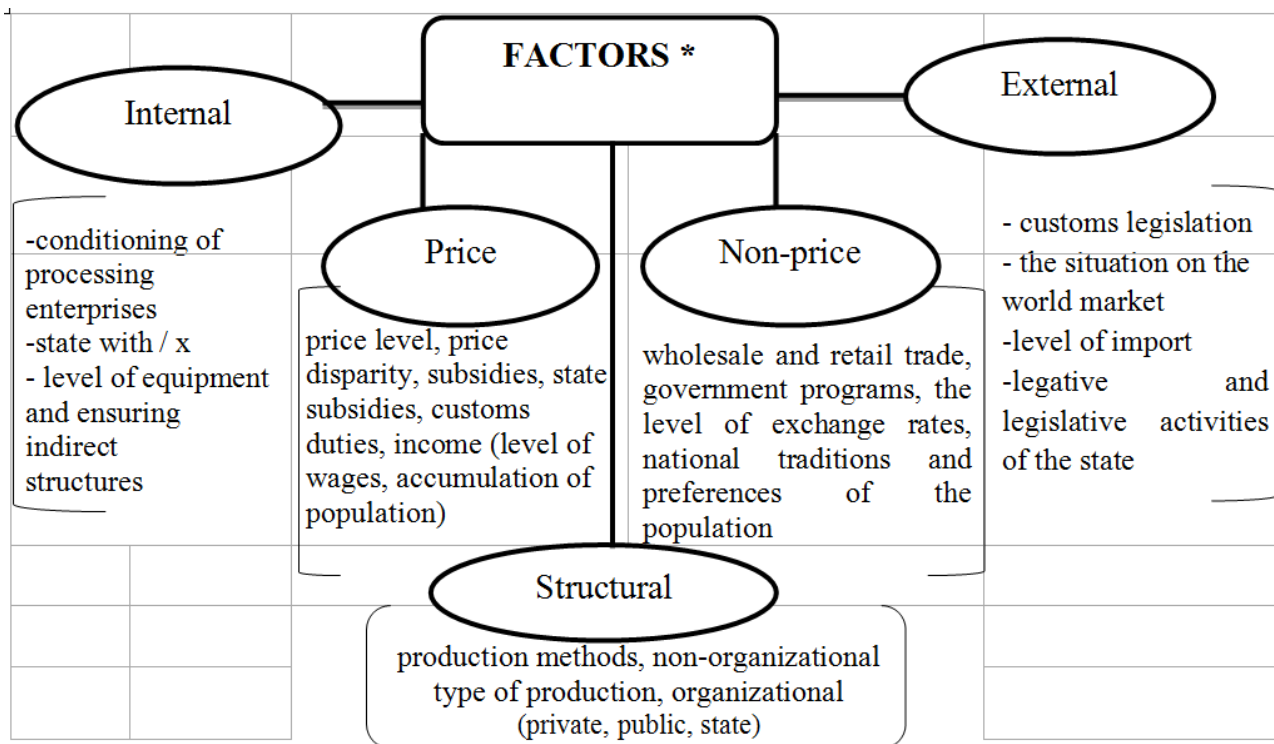 FACTORS *
Internal
External
-conditioning of
processing
enterprises
-state with / x
- level of equipment
and ensuring
indirect
structures
Price
price level, price
disparity, subsidies, state
subsidies, customs
duties, income (level of
wages, accumulation of
population)
Non-price
wholesale and retail trade,
government programs, the
level of exchange rates,
national traditions and
preferences of the
population
- customs legislation
- the situation on the
world market
-level of import
-legative and
legislative activities
of the state
Structural
production methods, non-organizational
type of production, organizational
(private, public, state)